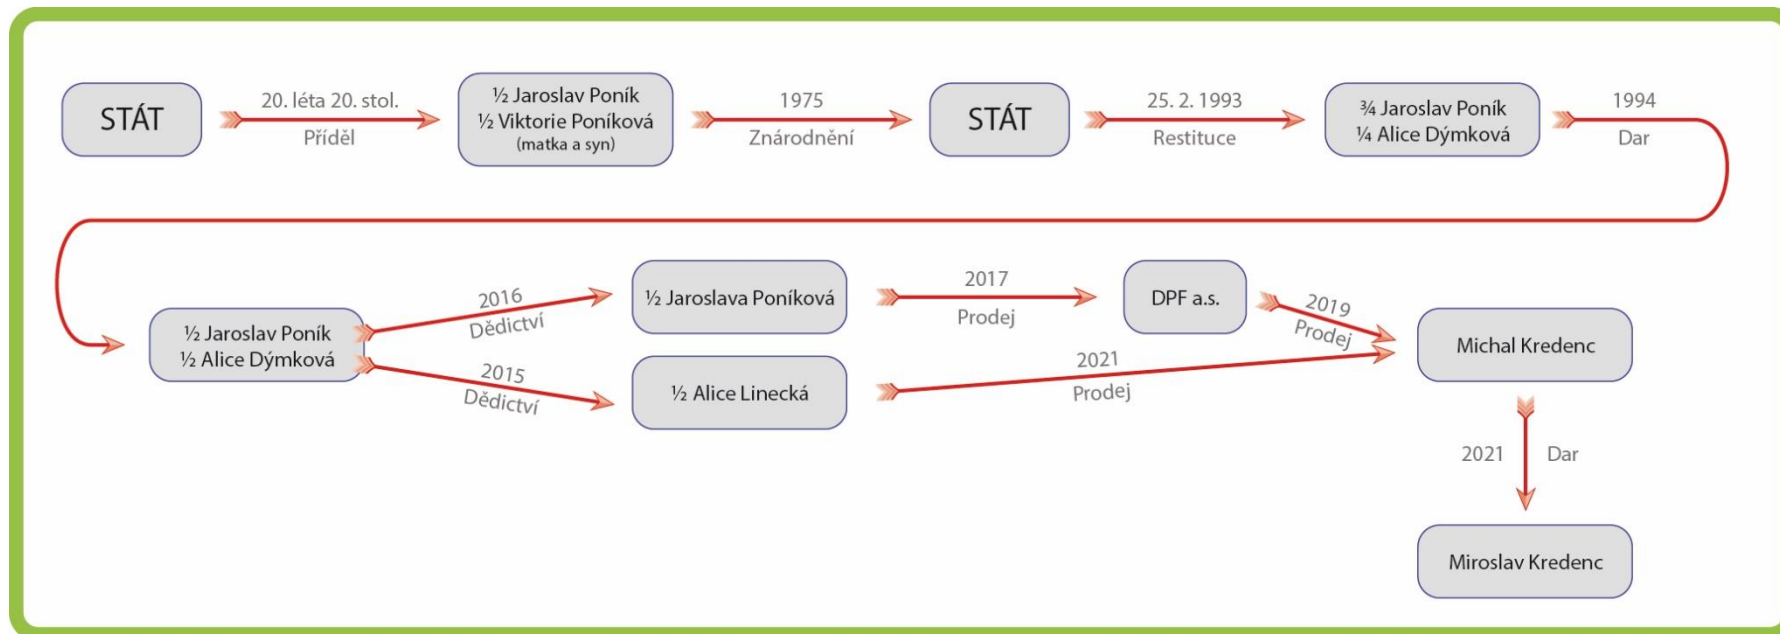 STÁT
20. léta 20. stol.
Příděl
½ Jaroslav Poník
½ Viktorie Poníková
(matka a syn)
1975
Znárodnění
STÁT
25. 2. 1993
Restituce
¾ Jaroslav Poník
¼ Alice Dýmková
1994
Dar
½ Jaroslav Poník
½ Alice Dýmková
2016
Dědictví
½ Jaroslava Poníková
2017
Prodej
DPF a.s.
2019
Prodej
2015
Dědictví
½ Alice Linecká
2021
Prodej
Michal Kredenc
2021 Dar
Miroslav Kredenc